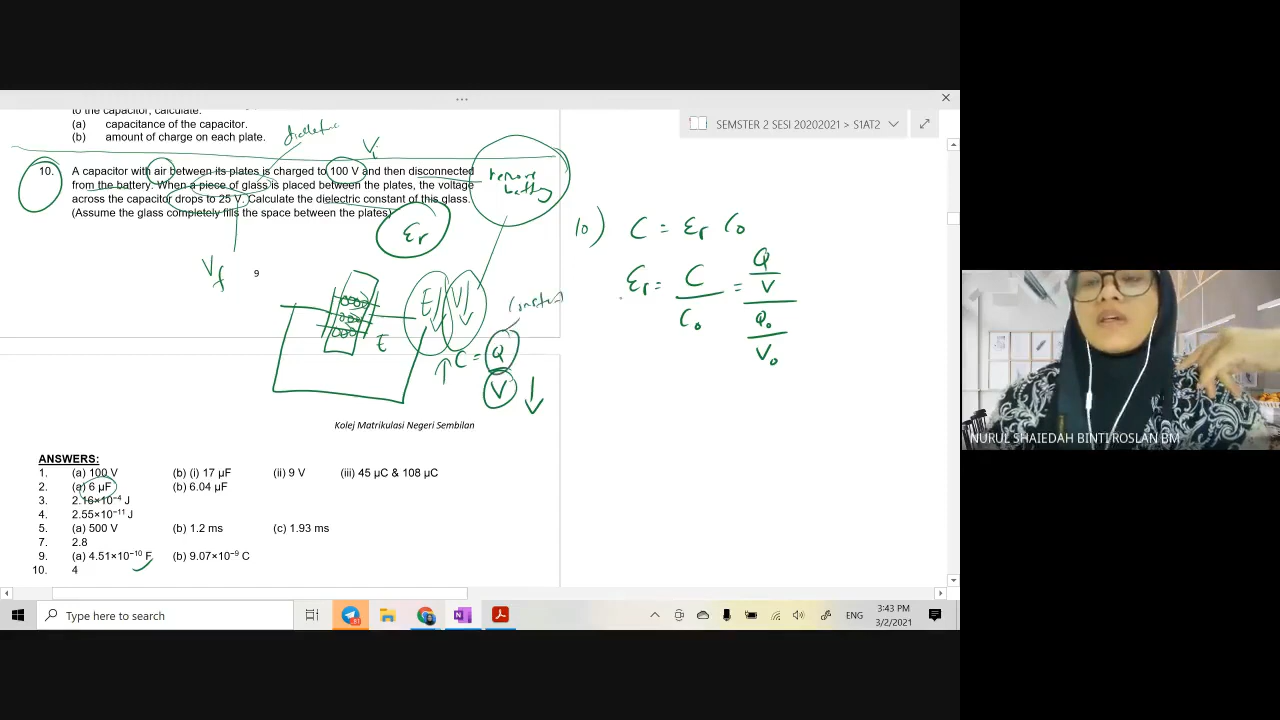 to the capacitor, calculate:
(a) capacitance of the capacitor.
(b) amount of charge on each plate.
Vi
10. A capacitor with air between its plates is charged to 100 V and then disconnected
from the battery. When a piece of glass is placed between the plates, the voltage
across the capacitor drops to 25 V. Calculate the dielectric constant of this glass.
(Assume the glass completely fills the space between the plates)
remove
battery
εr
Vf
9
E↓ V↓
E
constant
↑ C = Q
V ↓
Kolej Matrikulasi Negeri Sembilan
ANSWERS:
1. (a) 100 V (b) (i) 17 µF (ii) 9 V (iii) 45 µC & 108 µC
2. (a) 6 µF (b) 6.04 µF
3. 2.16×10⁻⁴ J
4. 2.55×10⁻¹¹ J
5. (a) 500 V (b) 1.2 ms (c) 1.93 ms
7. 2.8
9. (a) 4.51×10⁻¹⁰ F (b) 9.07×10⁻⁹ C
10. 4
SEMSTER 2 SESI 20202021 > S1AT2
10) C = εr Co
εr = C = Q
V
Co Qo
Vo
NURUL SHAIEDAH BINTI ROSLAN BM
Type here to search
ENG
3:43 PM
3/2/2021